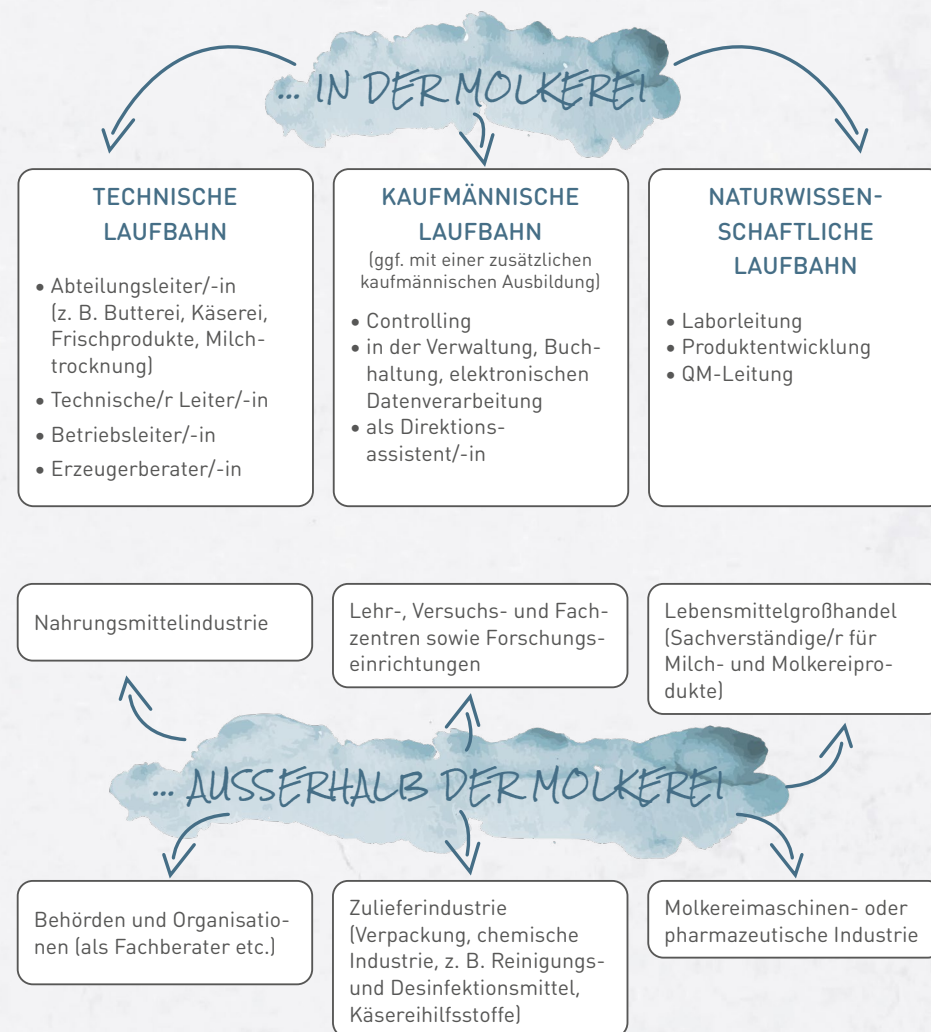 ... IN DER MOLKEREI
TECHNISCHE
LAUFBAHN
• Abteilungsleiter/-in
(z. B. Butterei, Käserei,
Frischprodukte, Milch-
trocknung)
• Technische/r Leiter/-in
• Betriebsleiter/-in
• Erzeugerberater/-in
KAUFMÄNNISCHE
LAUFBAHN
(ggf. mit einer zusätzlichen
kaufmännischen Ausbildung)
• Controlling
• in der Verwaltung, Buch-
haltung, elektronischen
Datenverarbeitung
• als Direktions-
assistent/-in
NATURWISSEN-
SCHAFTLICHE
LAUFBAHN
• Laborleitung
• Produktentwicklung
• QM-Leitung
Nahrungsmittelindustrie
Lehr-, Versuchs- und Fach-
zentren sowie Forschungs-
einrichtungen
Lebensmittelgroßhandel
(Sachverständige/r für
Milch- und Molkereipro-
dukte)
... AUSSERHALB DER MOLKEREI
Behörden und Organisatio-
nen (als Fachberater etc.)
Zulieferindustrie
(Verpackung, chemische
Industrie, z. B. Reinigungs-
und Desinfektionsmittel,
Käsereihilfsstoffe)
Molkereimaschinen- oder
pharmazeutische Industrie